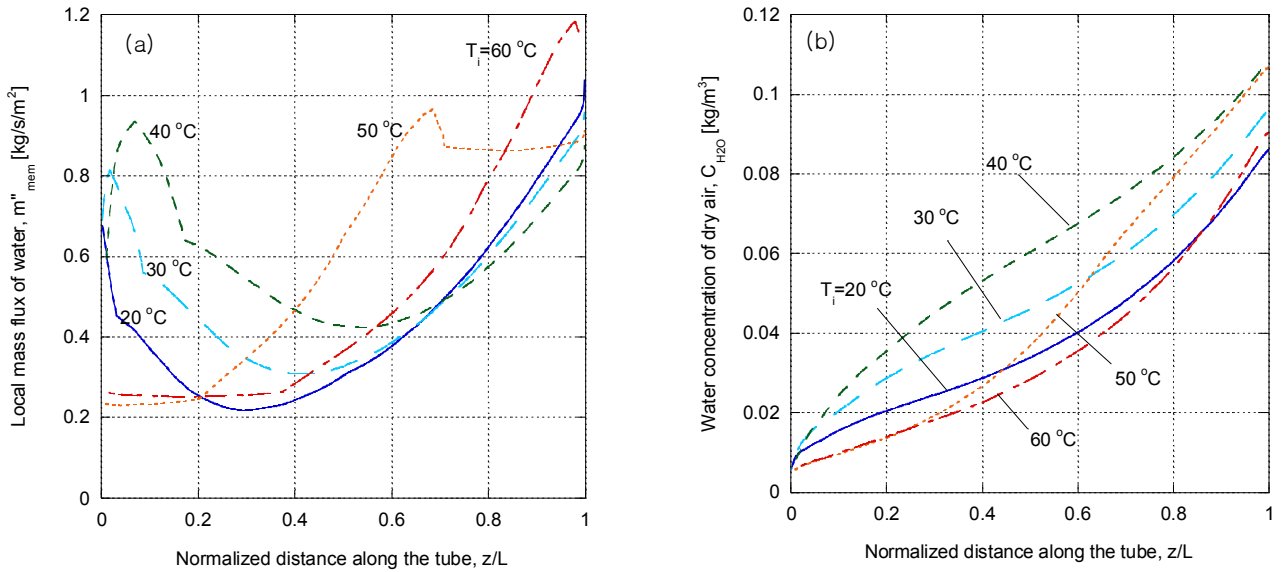 (a)
T_i=60 °C
50 °C
40 °C
30 °C
20 °C
1.2
1
0.8
0.6
0.4
0.2
0
0
0.2
0.4
0.6
0.8
1
Local mass flux of water, m"_mem [kg/s/m²]
Normalized distance along the tube, z/L
(b)
40 °C
30 °C
T_i=20 °C
50 °C
60 °C
0.12
0.1
0.08
0.06
0.04
0.02
0
0
0.2
0.4
0.6
0.8
1
Water concentration of dry air, C_H2O [kg/m³]
Normalized distance along the tube, z/L